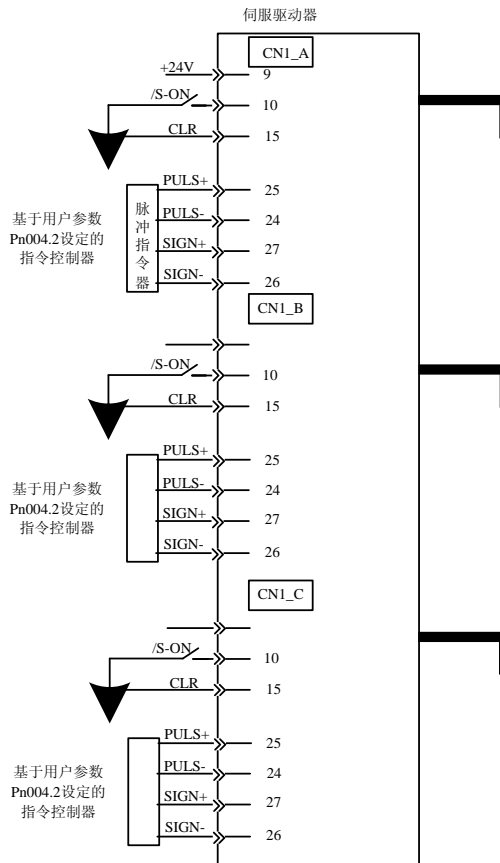 伺服驱动器
CN1_A
+24V 9
/S-ON 10
CLR 15
PULS+ 25
PULS- 24
SIGN+ 27
SIGN- 26
脉冲指令器
基于用户参数
Pn004.2设定的
指令控制器
CN1_B
/S-ON 10
CLR 15
PULS+ 25
PULS- 24
SIGN+ 27
SIGN- 26
基于用户参数
Pn004.2设定的
指令控制器
CN1_C
/S-ON 10
CLR 15
PULS+ 25
PULS- 24
SIGN+ 27
SIGN- 26
基于用户参数
Pn004.2设定的
指令控制器